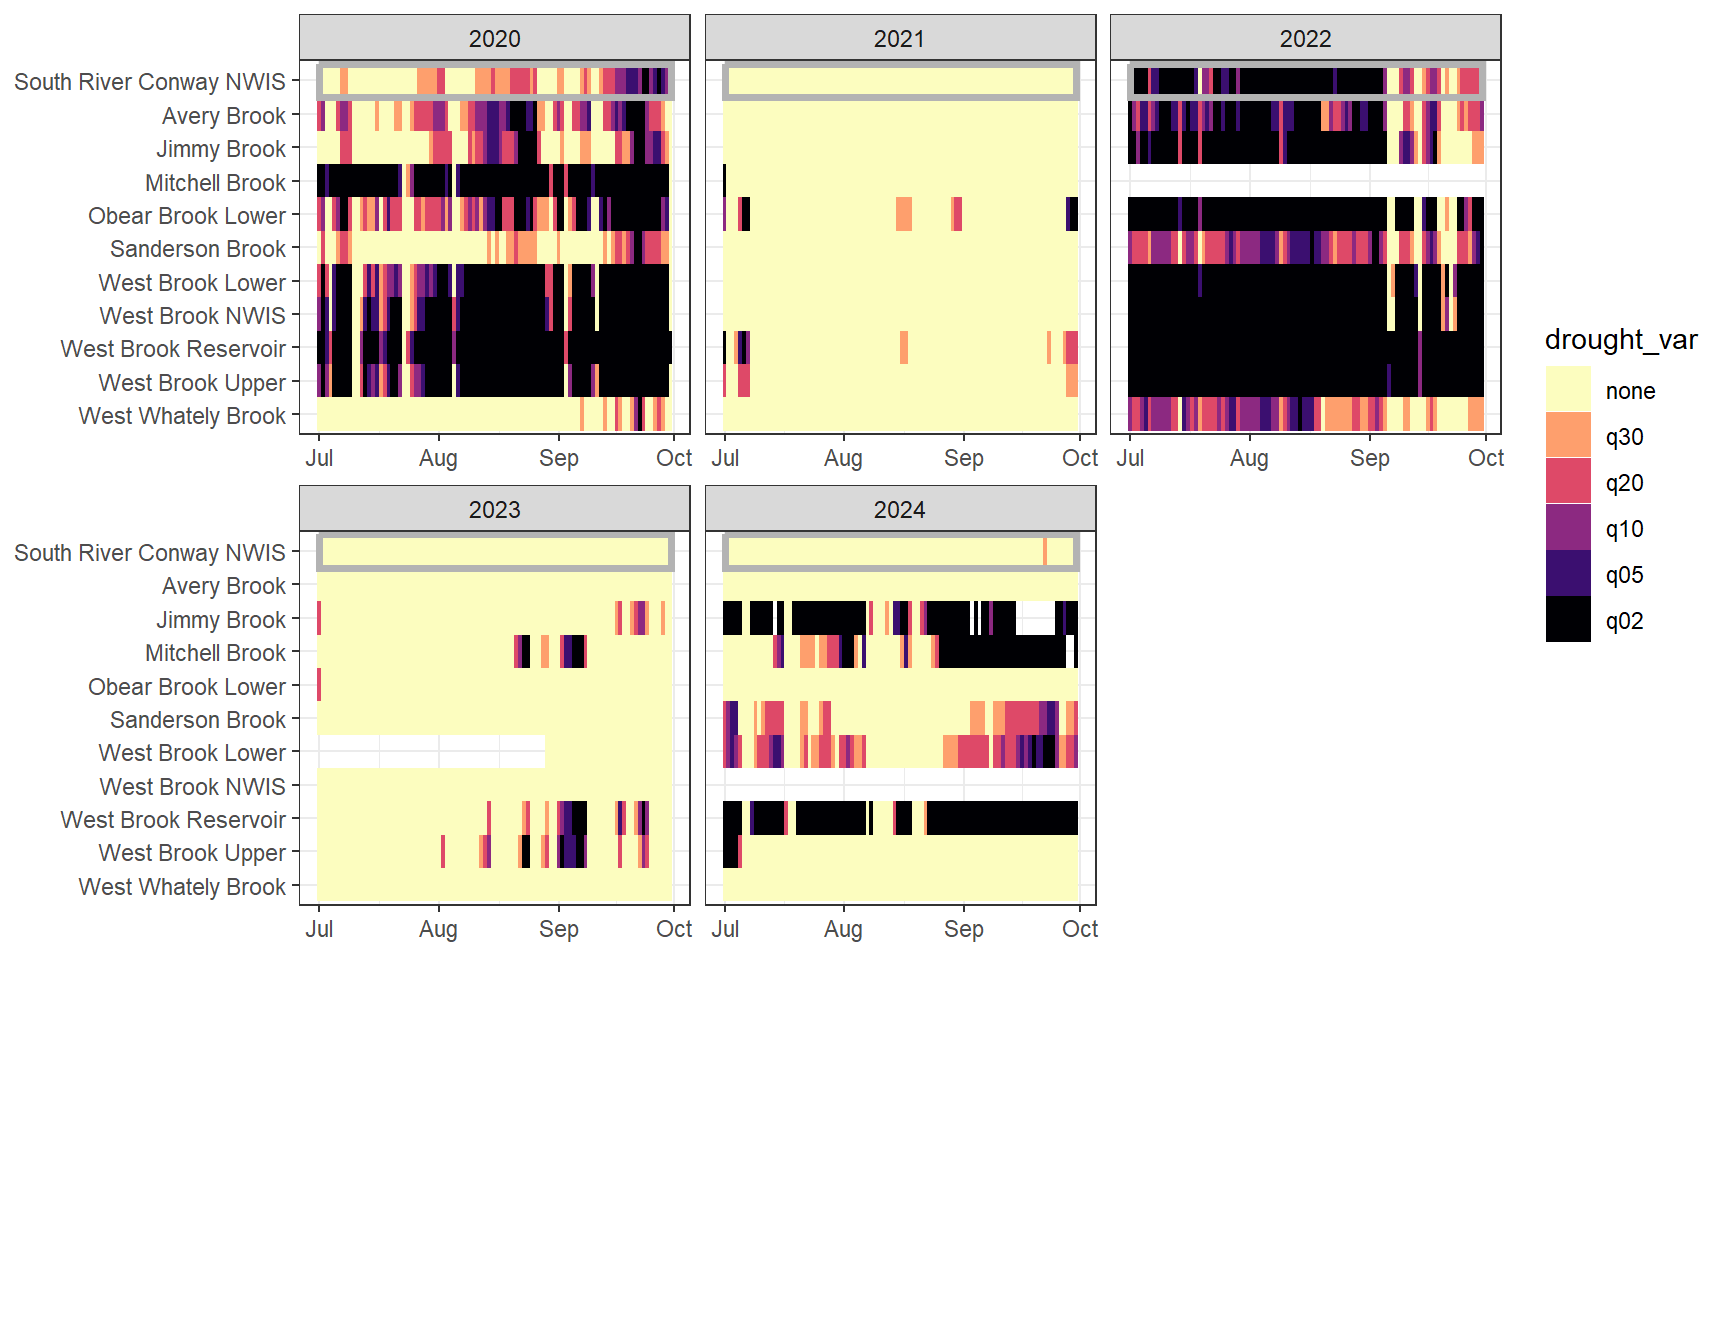 2020 2021 2022
South River Conway NWIS
Avery Brook
Jimmy Brook
Mitchell Brook
Obear Brook Lower
Sanderson Brook
West Brook Lower
West Brook NWIS
West Brook Reservoir
West Brook Upper
West Whately Brook
Jul Aug Sep Oct Jul Aug Sep Oct Jul Aug Sep Oct
2023 2024
South River Conway NWIS
Avery Brook
Jimmy Brook
Mitchell Brook
Obear Brook Lower
Sanderson Brook
West Brook Lower
West Brook NWIS
West Brook Reservoir
West Brook Upper
West Whately Brook
Jul Aug Sep Oct Jul Aug Sep Oct
drought_var
none
q30
q20
q10
q05
q02